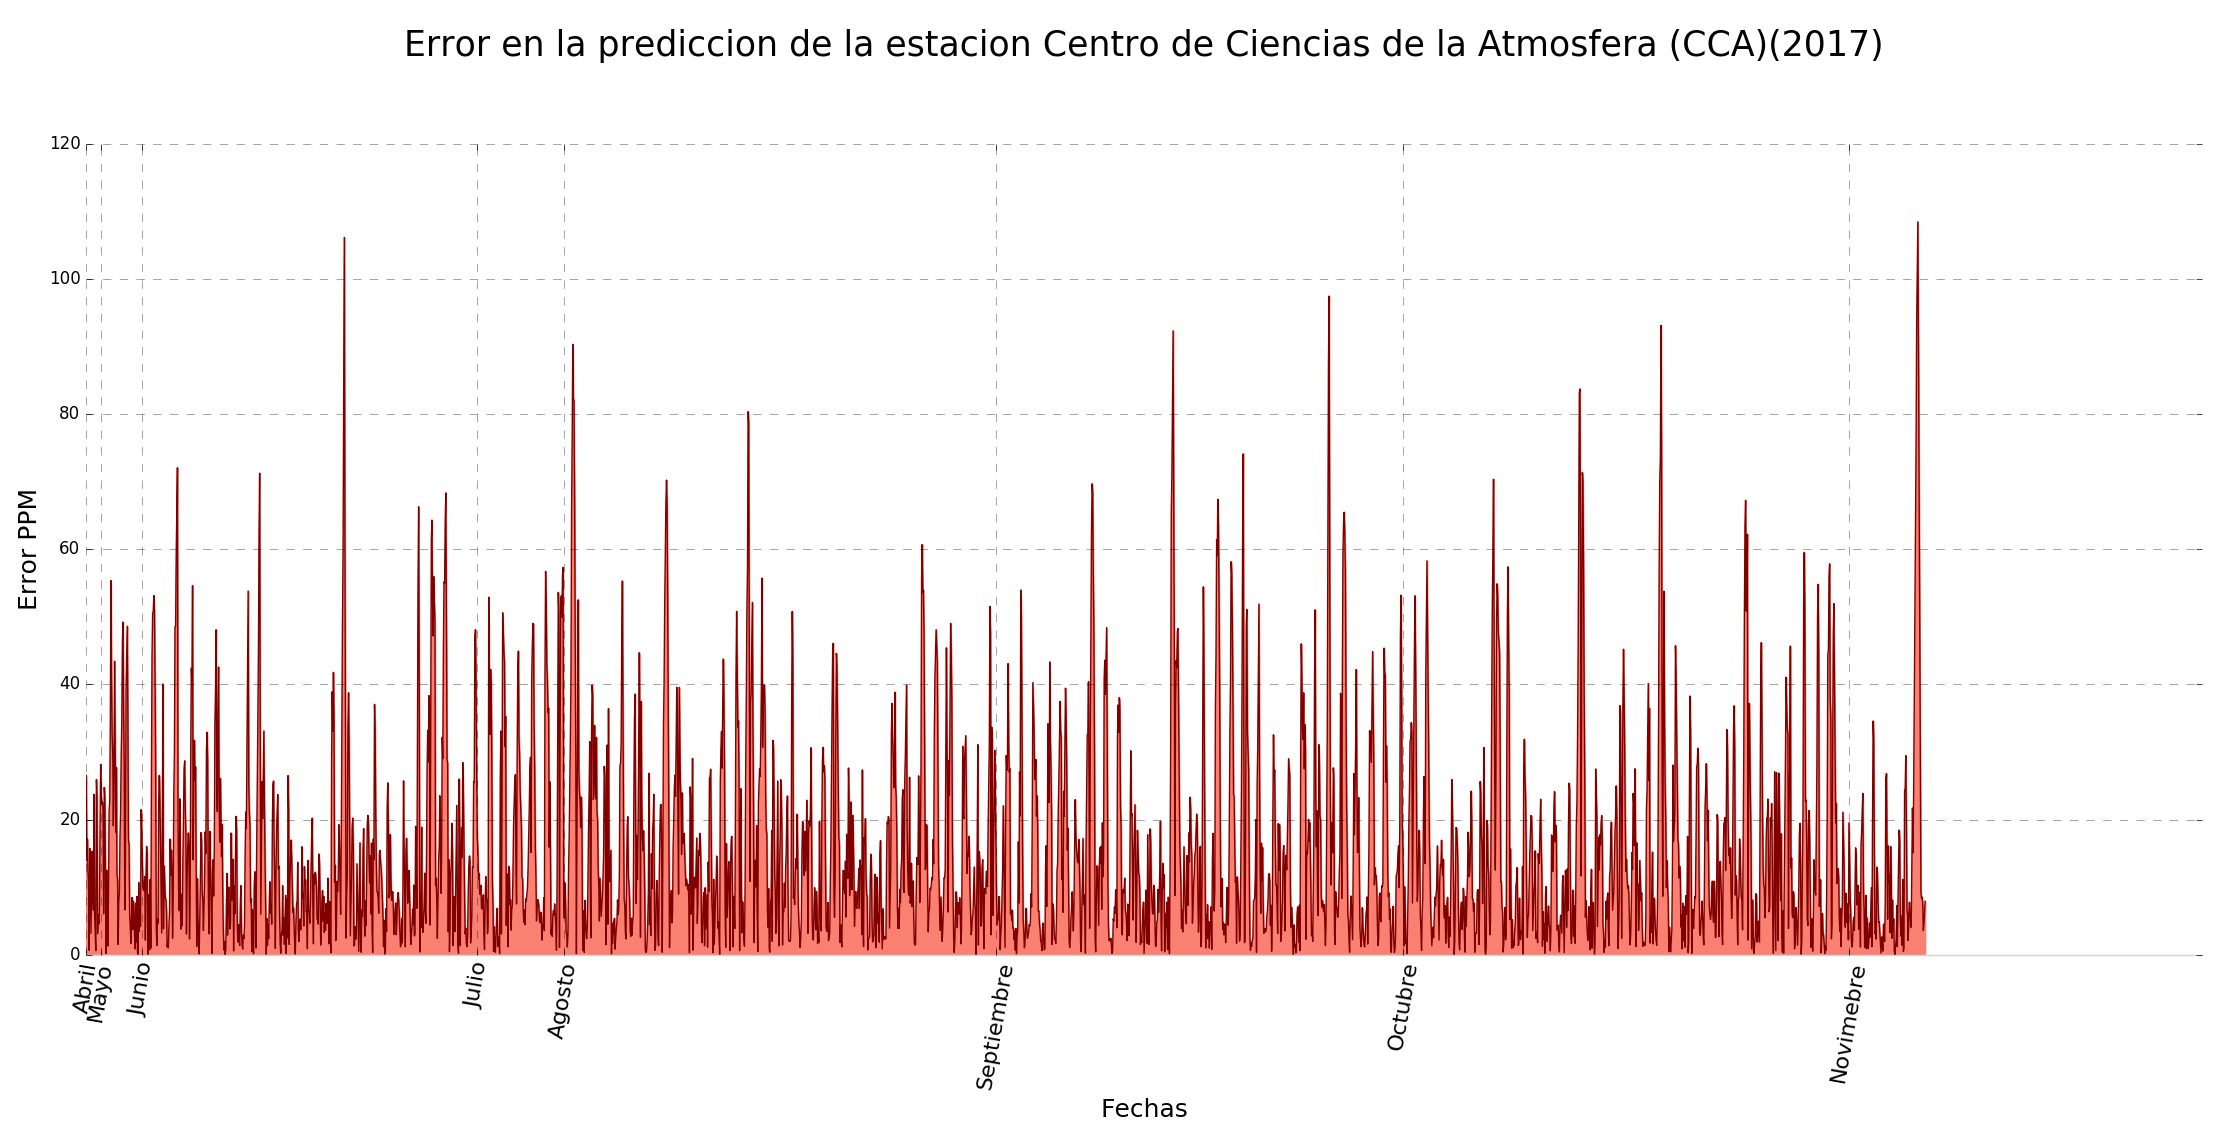 Error en la prediccion de la estacion Centro de Ciencias de la Atmosfera (CCA)(2017)
120
100
80
60
40
20
0
Error PPM
Abril
Mayo
Junio
Julio
Agosto
Septiembre
Octubre
Novimebre
Fechas